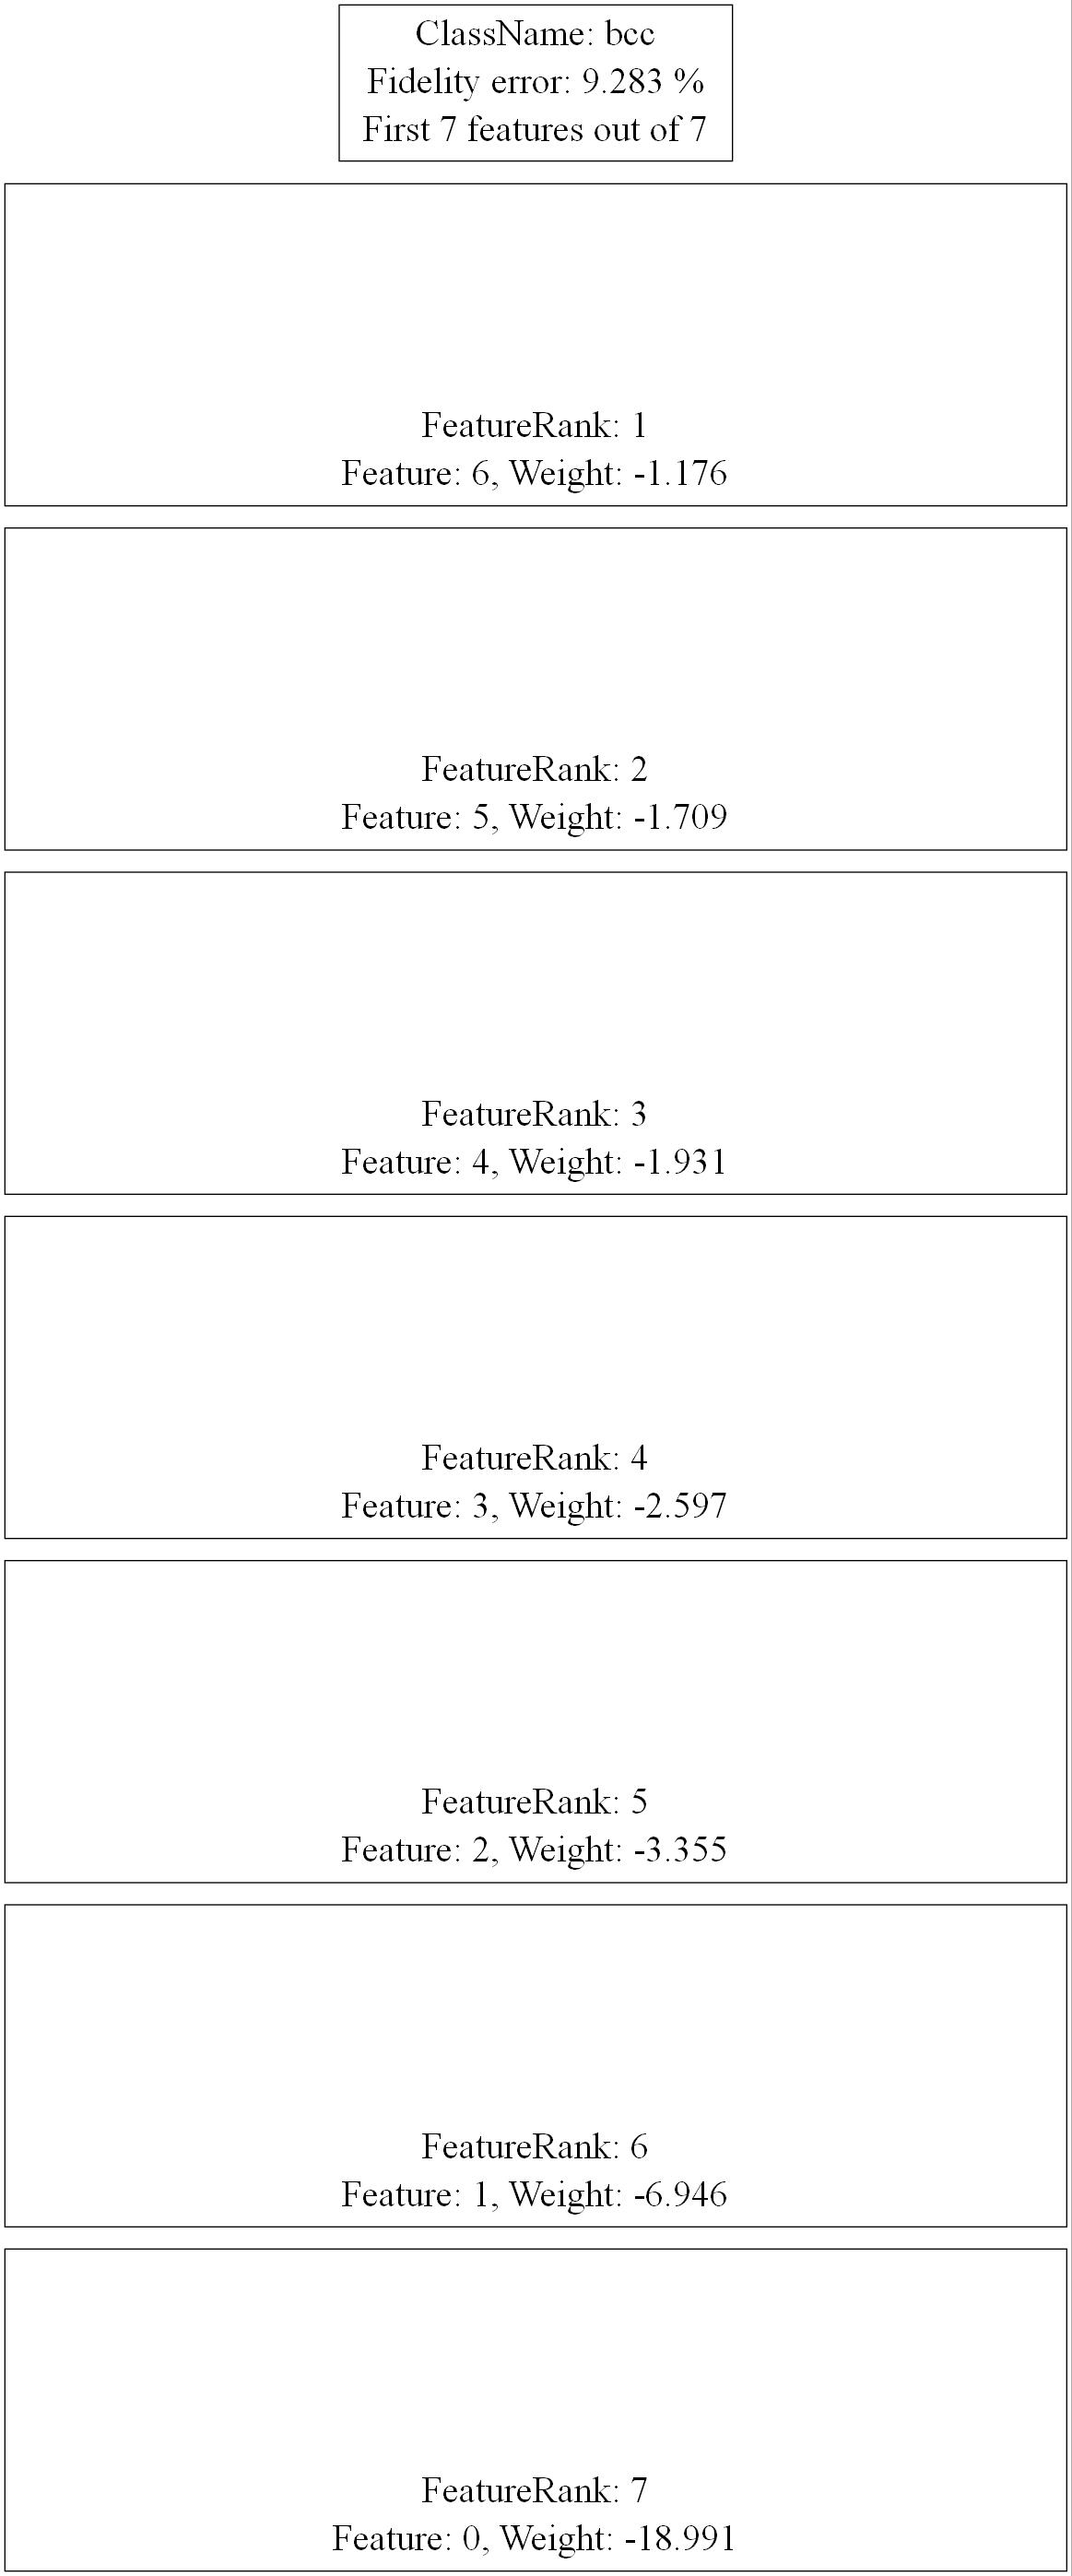 ClassName: bcc
Fidelity error: 9.283 %
First 7 features out of 7
FeatureRank: 1
Feature: 6, Weight: -1.176
FeatureRank: 2
Feature: 5, Weight: -1.709
FeatureRank: 3
Feature: 4, Weight: -1.931
FeatureRank: 4
Feature: 3, Weight: -2.597
FeatureRank: 5
Feature: 2, Weight: -3.355
FeatureRank: 6
Feature: 1, Weight: -6.946
FeatureRank: 7
Feature: 0, Weight: -18.991